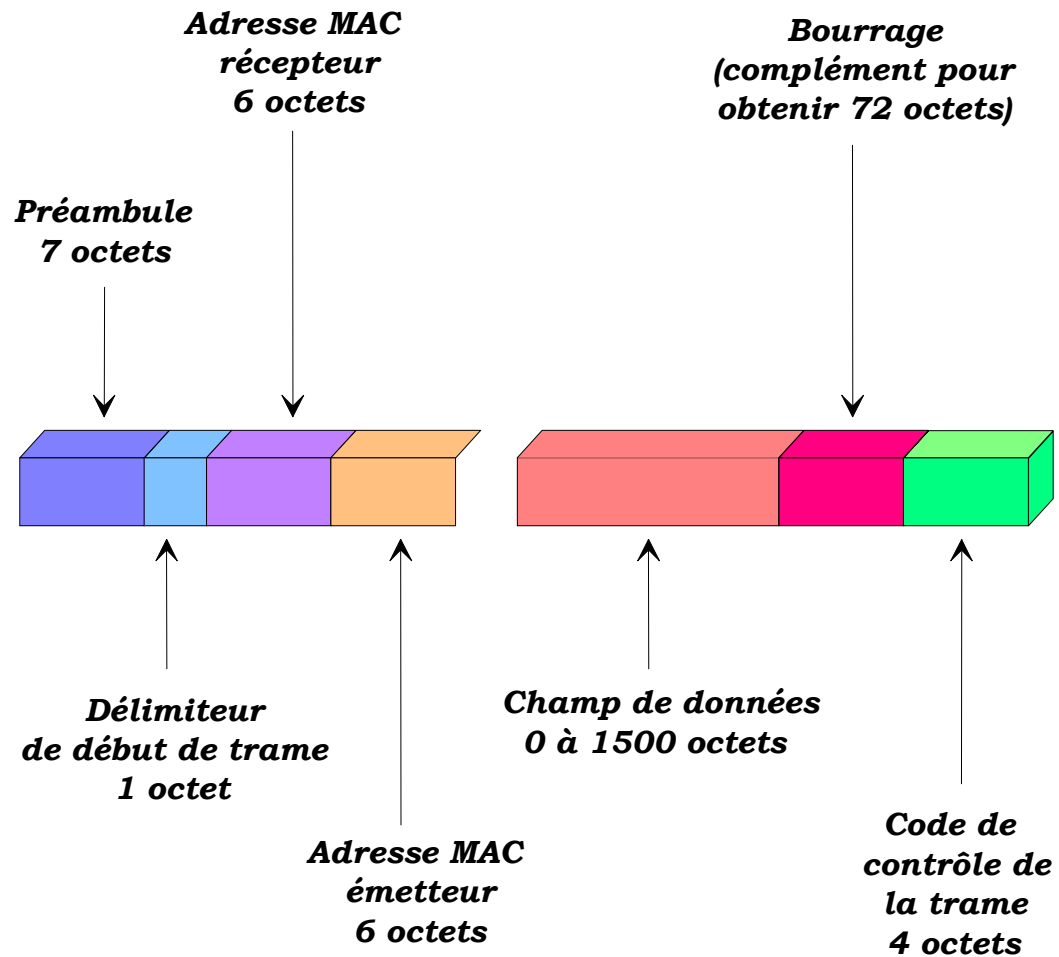 Adresse MAC
récepteur
6 octets
Bourrage
(complément pour
obtenir 72 octets)
Préambule
7 octets
Délimiteur
de début de trame
1 octet
Champ de données
0 à 1500 octets
Adresse MAC
émetteur
6 octets
Code de
contrôle de
la trame
4 octets